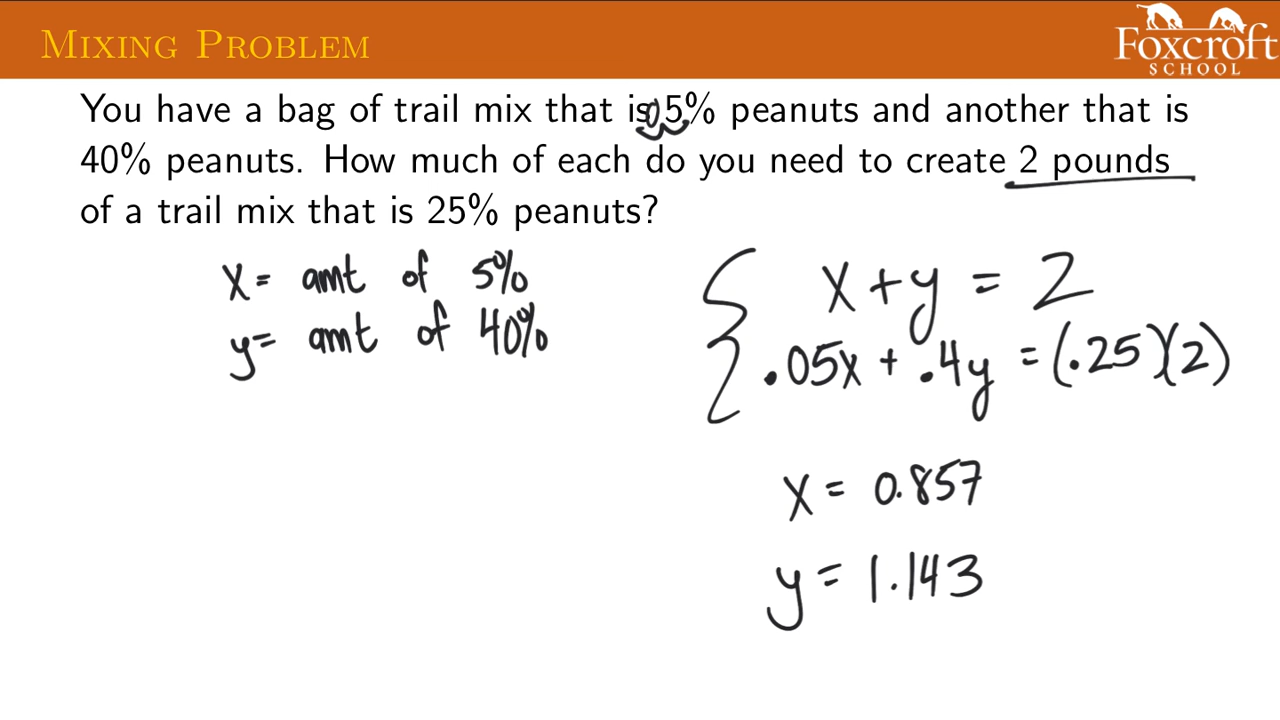 Mixing Problem
Foxcroft
SCHOOL
You have a bag of trail mix that is 05% peanuts and another that is
40% peanuts. How much of each do you need to create 2 pounds
of a trail mix that is 25% peanuts?
x = amt of 5%
y = amt of 40%
x + y = 2
.05x + .4y = (.25)(2)
x = 0.857
y = 1.143